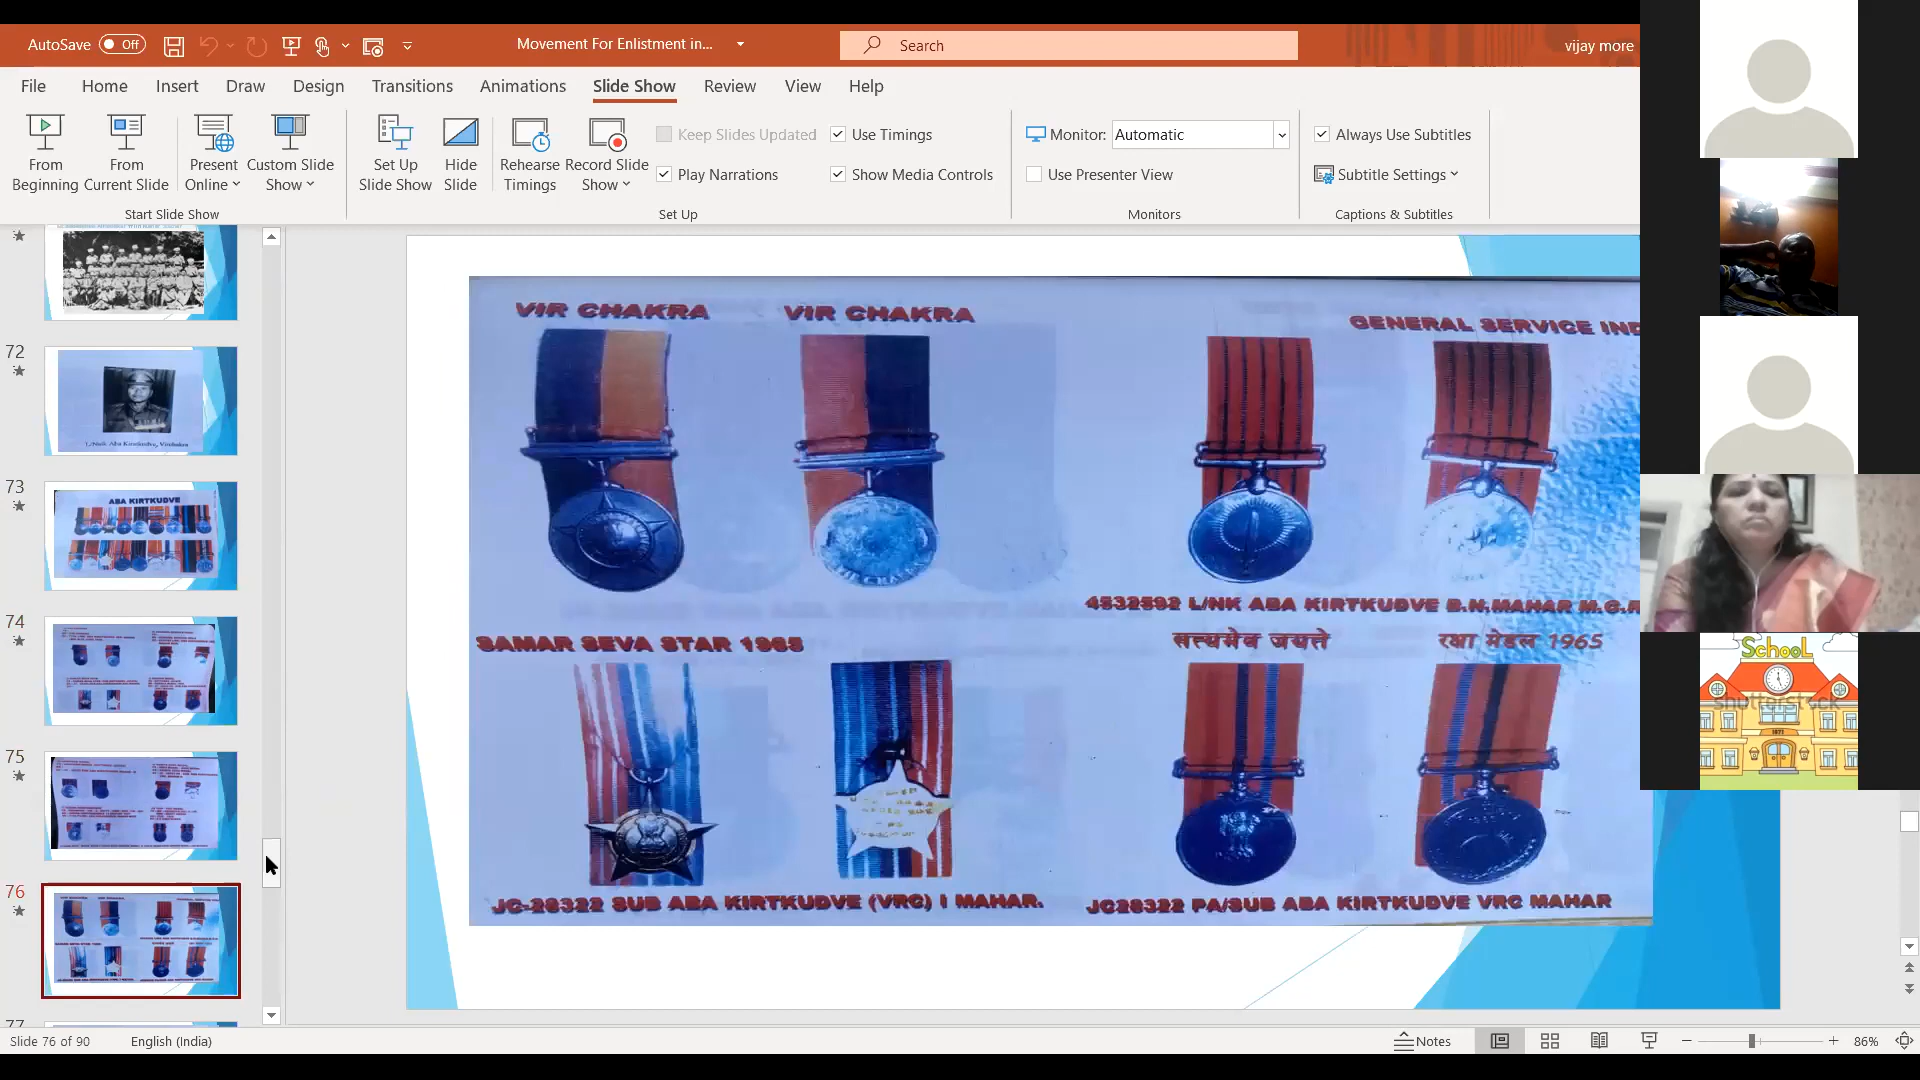 AutoSave Off
Movement For Enlistment in...
Search
vijay more
File Home Insert Draw Design Transitions Animations Slide Show Review View Help
From Beginning
From Current Slide
Present Online
Custom Slide Show
Set Up Slide Show
Hide Slide
Rehearse Timings
Record Slide Show
Keep Slides Updated
Use Timings
Play Narrations
Show Media Controls
Monitor: Automatic
Use Presenter View
Always Use Subtitles
Subtitle Settings
Start Slide Show
Set Up
Monitors
Captions & Subtitles
72
73
ABA KIRTKUDVE
74
75
76
77
VIR CHAKRA VIR CHAKRA
GENERAL SERVICE IND
4532592 L/NK ABA KIRTKUDVE B.N.MAHAR M.G.R
SAMAR SEVA STAR 1965
सत्यमेव जयते रक्षा मेडल 1965
JC-28322 SUB ABA KIRTKUDVE (VRC) I MAHAR.
JC28322 PA/SUB ABA KIRTKUDVE VRC MAHAR
SchooL
shutterstock
Slide 76 of 90
English (India)
Notes
86%